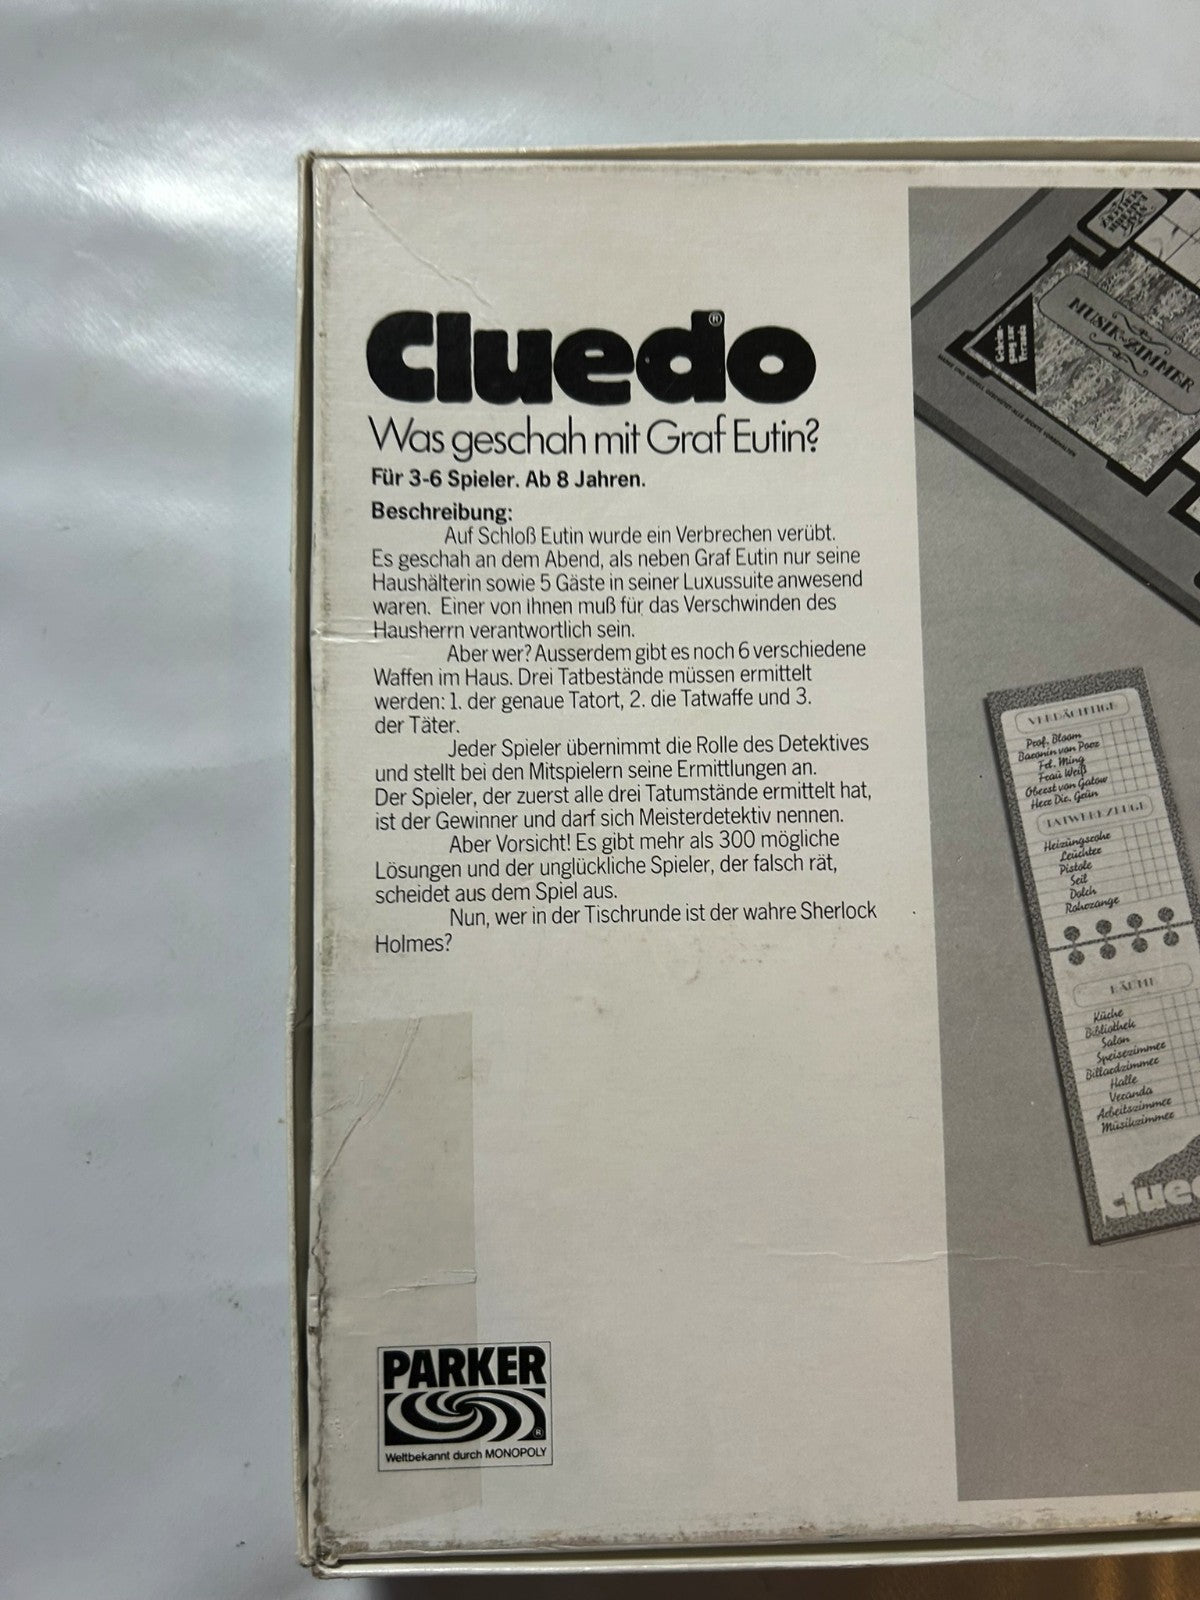 Cluedo®
Was geschah mit Graf Eutin?
Für 3-6 Spieler. Ab 8 Jahren.
Beschreibung:
Auf Schloß Eutin wurde ein Verbrechen verübt.
Es geschah an dem Abend, als neben Graf Eutin nur seine
Haushälterin sowie 5 Gäste in seiner Luxussuite anwesend
waren. Einer von ihnen muß für das Verschwinden des
Hausherrn verantwortlich sein.
Aber wer? Ausserdem gibt es noch 6 verschiedene
Waffen im Haus. Drei Tatbestände müssen ermittelt
werden: 1. der genaue Tatort, 2. die Tatwaffe und 3.
der Täter.
Jeder Spieler übernimmt die Rolle des Detektives
und stellt bei den Mitspielern seine Ermittlungen an.
Der Spieler, der zuerst alle drei Tatumstände ermittelt hat,
ist der Gewinner und darf sich Meisterdetektiv nennen.
Aber Vorsicht! Es gibt mehr als 300 mögliche
Lösungen und der unglückliche Spieler, der falsch rät,
scheidet aus dem Spiel aus.
Nun, wer in der Tischrunde ist der wahre Sherlock
Holmes?
PARKER
®
Weltbekannt durch MONOPOLY
MUSIK-ZIMMER
Geheim-
gang zur
Veranda
VERDÄCHTIGE
Prof. Bloom
Baronin von Porz
Frl. Ming
Frau Weiß
Oberst von Gatow
Herr Dir. Grün
TATWERKZEUGE
Heizungsrohr
Leuchter
Pistole
Seil
Dolch
Rohrzange
RÄUME
Küche
Bibliothek
Salon
Speisezimmer
Billardzimmer
Halle
Veranda
Arbeitszimmer
Musikzimmer
Clue